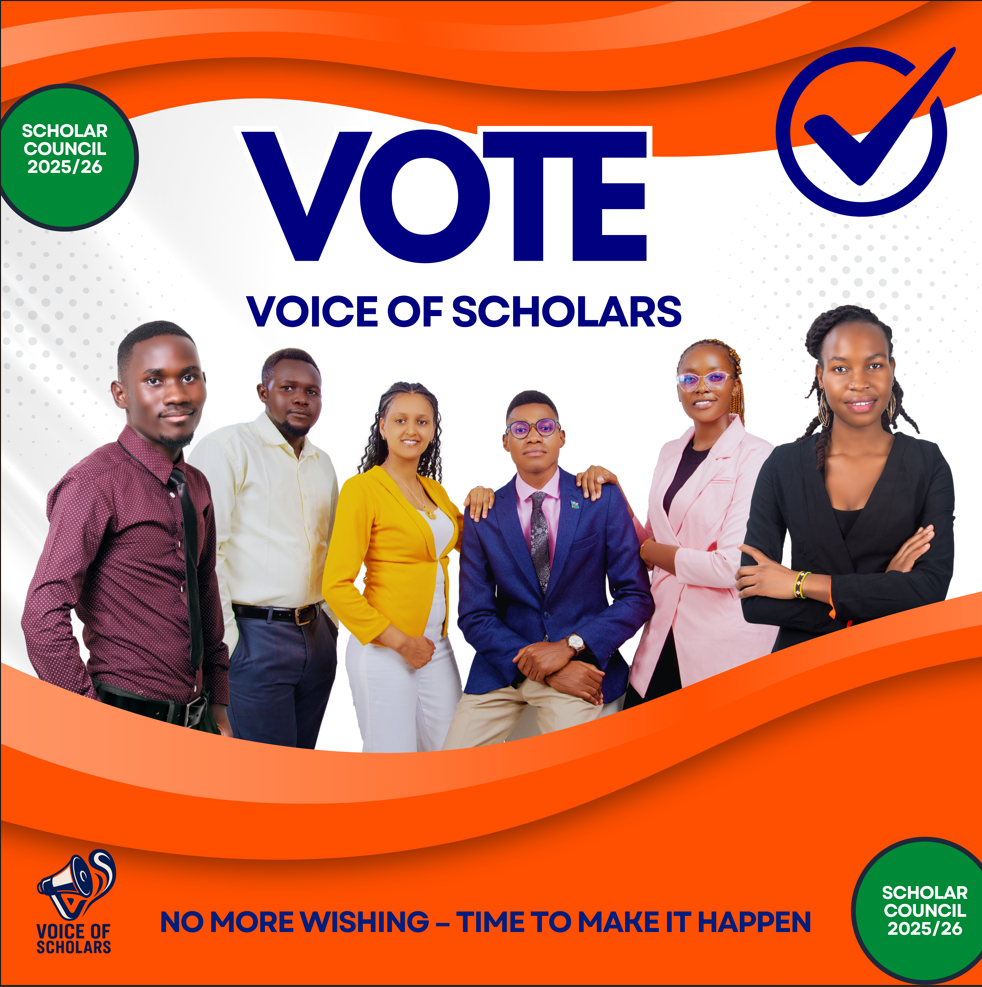 SCHOLAR
COUNCIL
2025/26
VOTE
VOICE OF SCHOLARS
VOICE OF
SCHOLARS
NO MORE WISHING – TIME TO MAKE IT HAPPEN
SCHOLAR
COUNCIL
2025/26